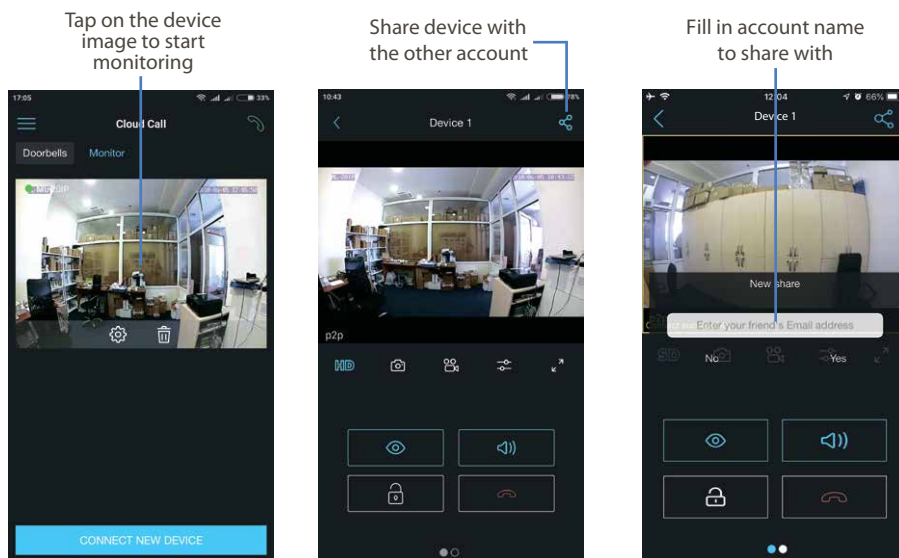 Tap on the device
image to start
monitoring
Share device with
the other account
Fill in account name
to share with
17:05
33%
Cloud Call
Doorbells
Monitor
CONNECT NEW DEVICE
10:43
78%
Device 1
p2p
HD
12:04
66%
Device 1
New share
Enter your friend's Email address
SD
No
Yes